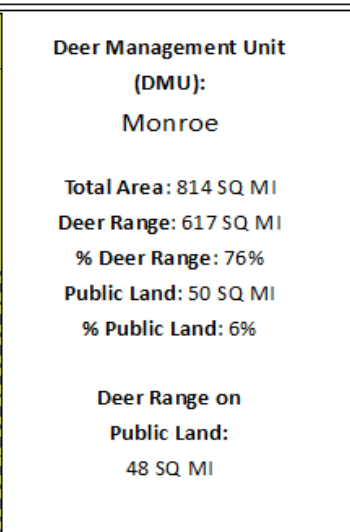 Deer Management Unit
(DMU):
Monroe
Total Area: 814 SQ MI
Deer Range: 617 SQ MI
% Deer Range: 76%
Public Land: 50 SQ MI
% Public Land: 6%
Deer Range on
Public Land:
48 SQ MI